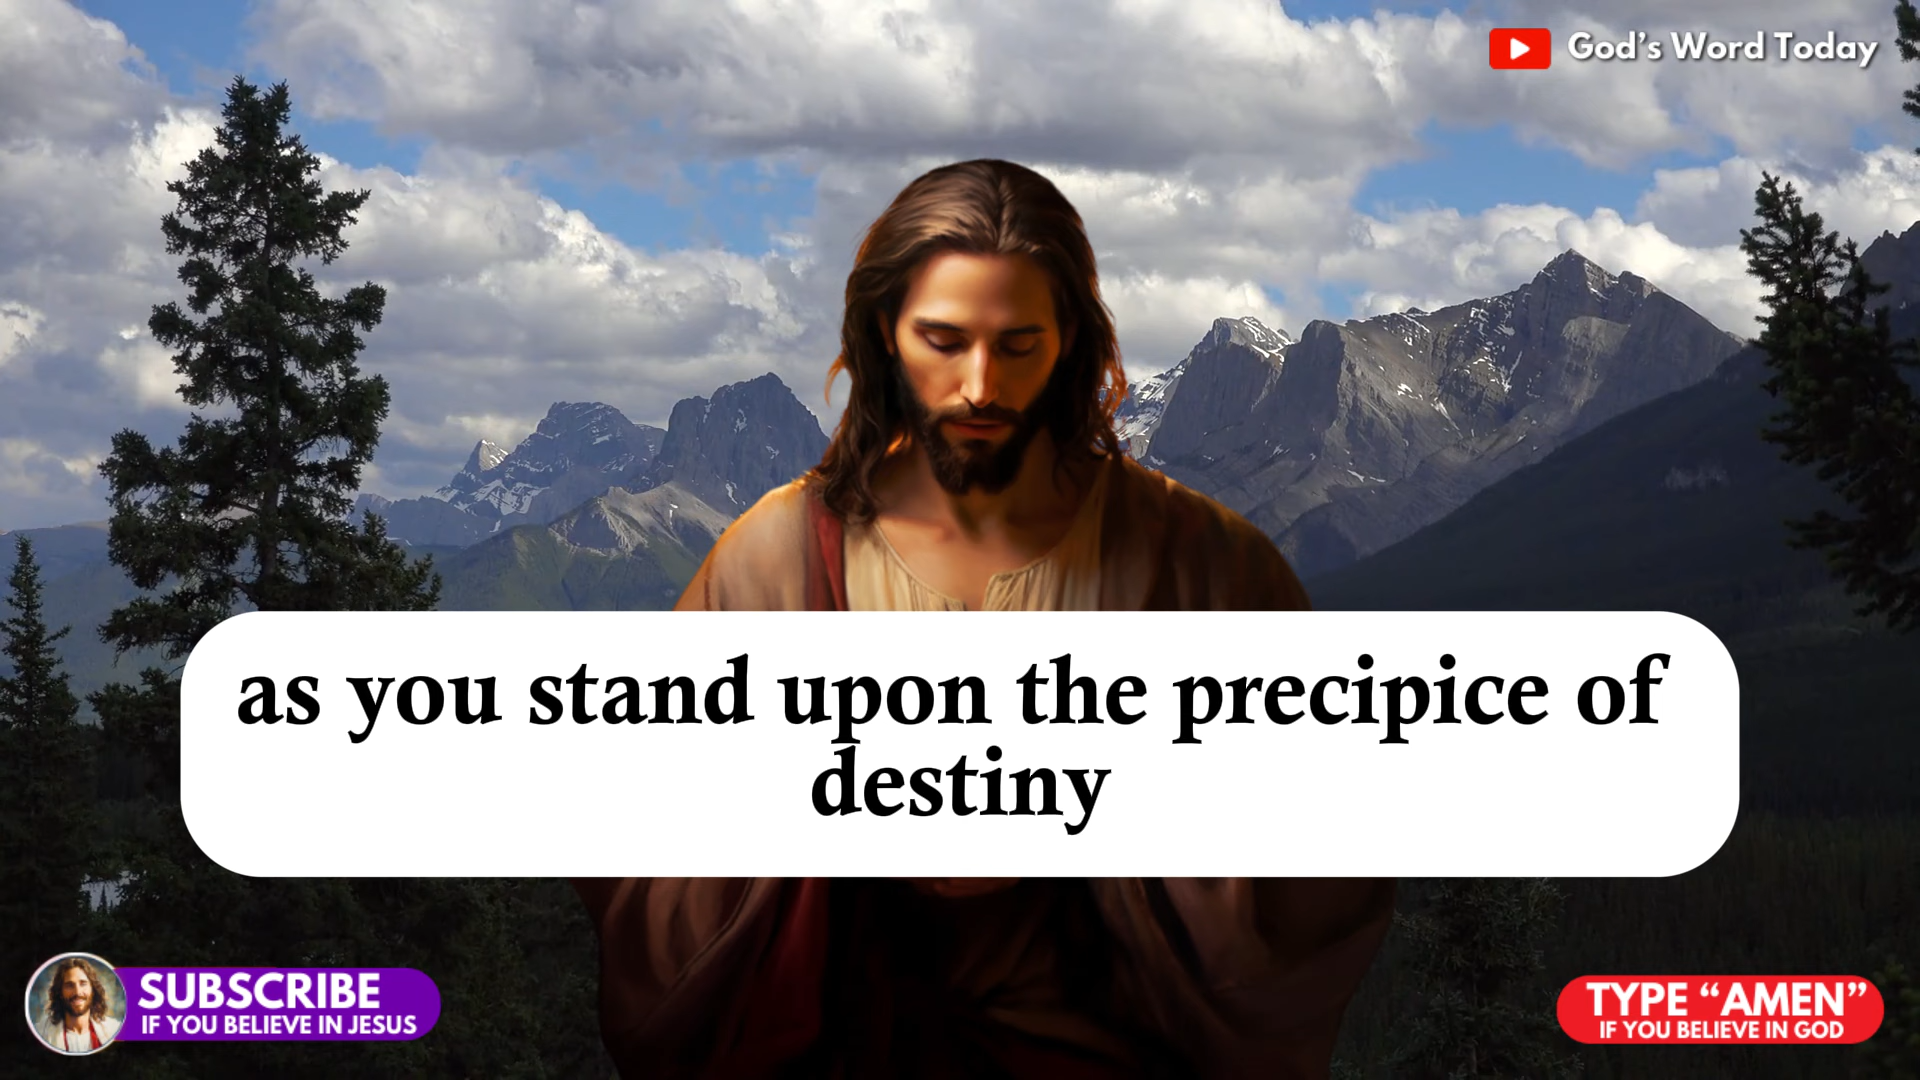 God's Word Today
as you stand upon the precipice of
destiny
SUBSCRIBE
IF YOU BELIEVE IN JESUS
TYPE “AMEN”
IF YOU BELIEVE IN GOD